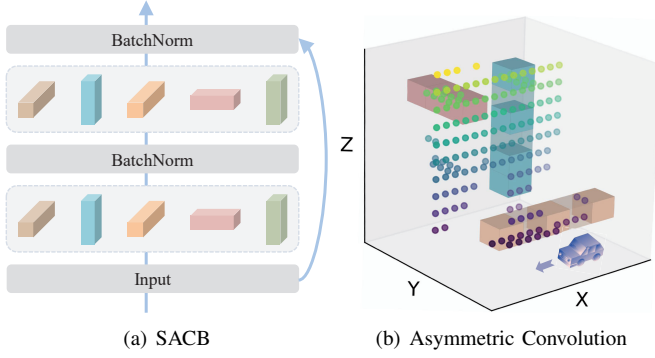 BatchNorm
BatchNorm
Input
(a) SACB
Z
Y
X
(b) Asymmetric Convolution